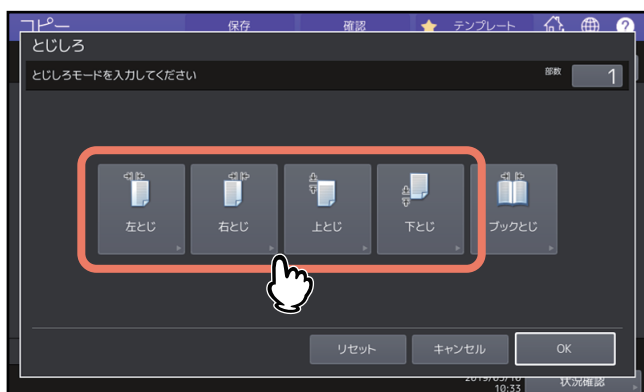 コピー 保存 確認 テンプレート
とじしろ
とじしろモードを入力してください 部数 1
左とじ 右とじ 上とじ 下とじ ブックとじ
リセット キャンセル OK
10:33 状況確認